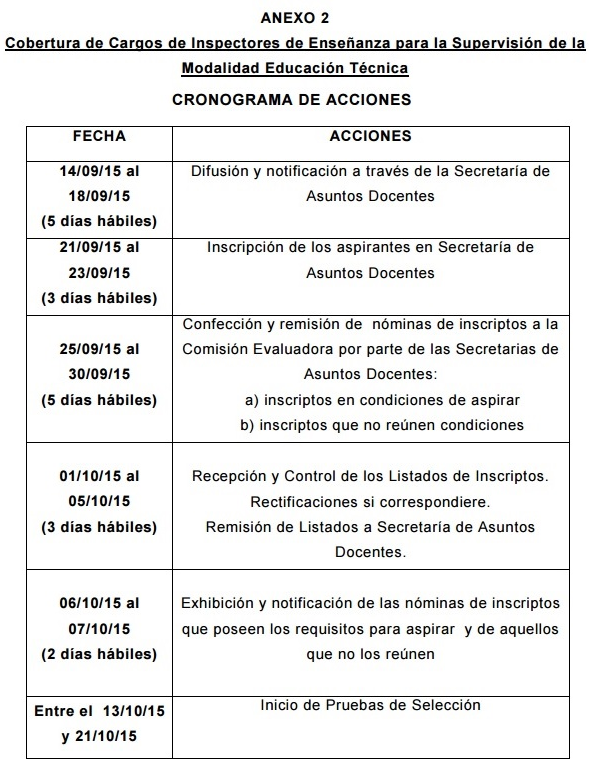 ANEXO 2
Cobertura de Cargos de Inspectores de Enseñanza para la Supervisión de la
Modalidad Educación Técnica
CRONOGRAMA DE ACCIONES
FECHA
ACCIONES
14/09/15 al
18/09/15
(5 días hábiles)
Difusión y notificación a través de la Secretaría de
Asuntos Docentes
21/09/15 al
23/09/15
(3 días hábiles)
Inscripción de los aspirantes en Secretaría de
Asuntos Docentes
25/09/15 al
30/09/15
(5 días hábiles)
Confección y remisión de nóminas de inscriptos a la
Comisión Evaluadora por parte de las Secretarias de
Asuntos Docentes:
a) inscriptos en condiciones de aspirar
b) inscriptos que no reúnen condiciones
01/10/15 al
05/10/15
(3 días hábiles)
Recepción y Control de los Listados de Inscriptos.
Rectificaciones si correspondiere.
Remisión de Listados a Secretaría de Asuntos
Docentes.
06/10/15 al
07/10/15
(2 días hábiles)
Exhibición y notificación de las nóminas de inscriptos
que poseen los requisitos para aspirar y de aquellos
que no los reúnen
Entre el 13/10/15
y 21/10/15
Inicio de Pruebas de Selección